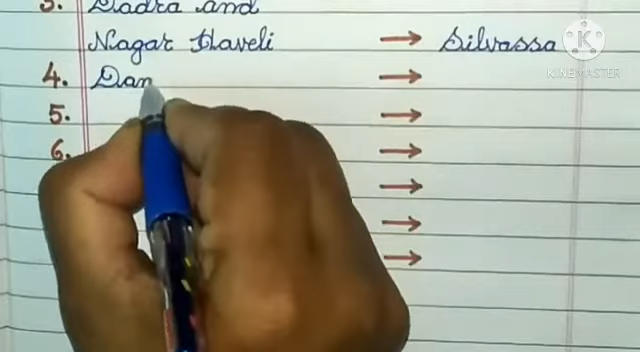 3. Dadra and
Nagar Haveli → Silvassa
KINEMASTER
4. Dam →
5. →
6. →
→
→
→